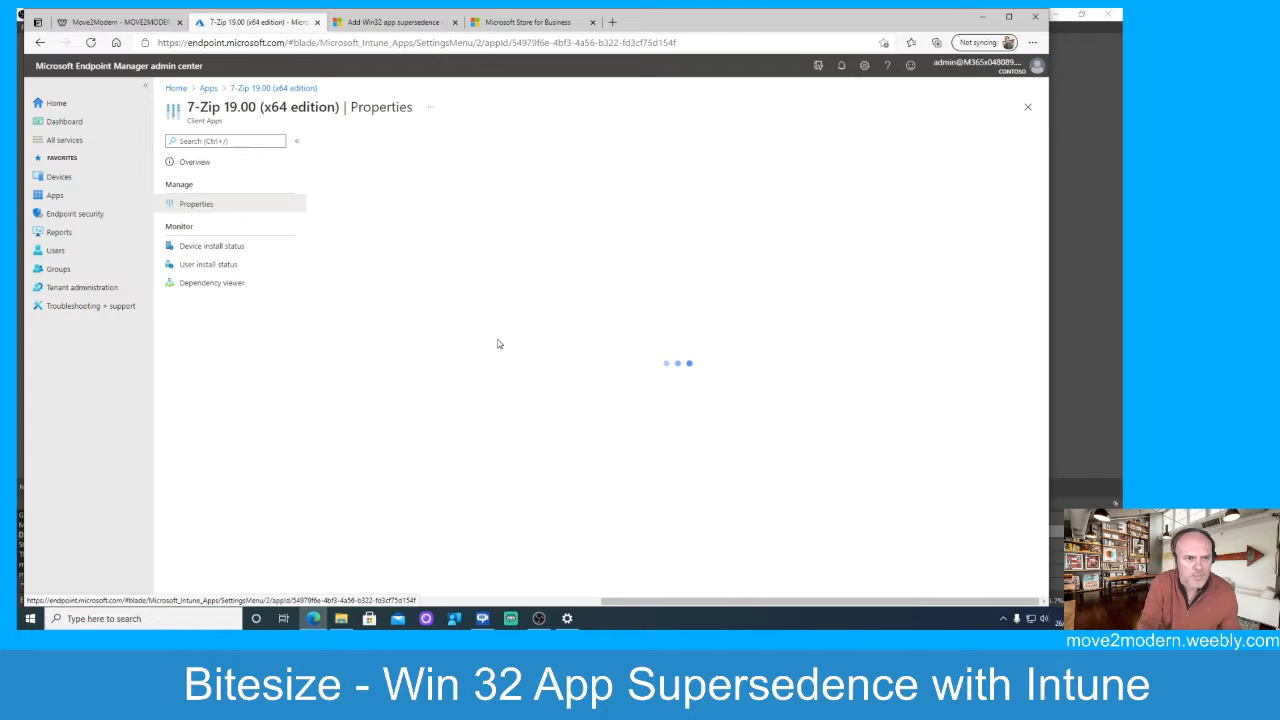 Move2Modern - MOVE2MODER
7-Zip 19.00 (x64 edition) - Micro
Add Win32 app supersedence -
Microsoft Store for Business
https://endpoint.microsoft.com/#blade/Microsoft_Intune_Apps/SettingsMenu/2/appId/54979f6e-4bf3-4a56-b322-fd3cf75d154f
Not syncing
Microsoft Endpoint Manager admin center
admin@M365x048089....
CONTOSO
Home
Dashboard
All services
FAVORITES
Devices
Apps
Endpoint security
Reports
Users
Groups
Tenant administration
Troubleshooting + support
Home > Apps > 7-Zip 19.00 (x64 edition)
7-Zip 19.00 (x64 edition) | Properties ...
Client Apps
Search (Ctrl+/)
Overview
Manage
Properties
Monitor
Device install status
User install status
Dependency viewer
https://endpoint.microsoft.com/#blade/Microsoft_Intune_Apps/SettingsMenu/2/appId/54979f6e-4bf3-4a56-b322-fd3cf75d154f
Type here to search
move2modern.weebly.com
Bitesize - Win 32 App Supersedence with Intune